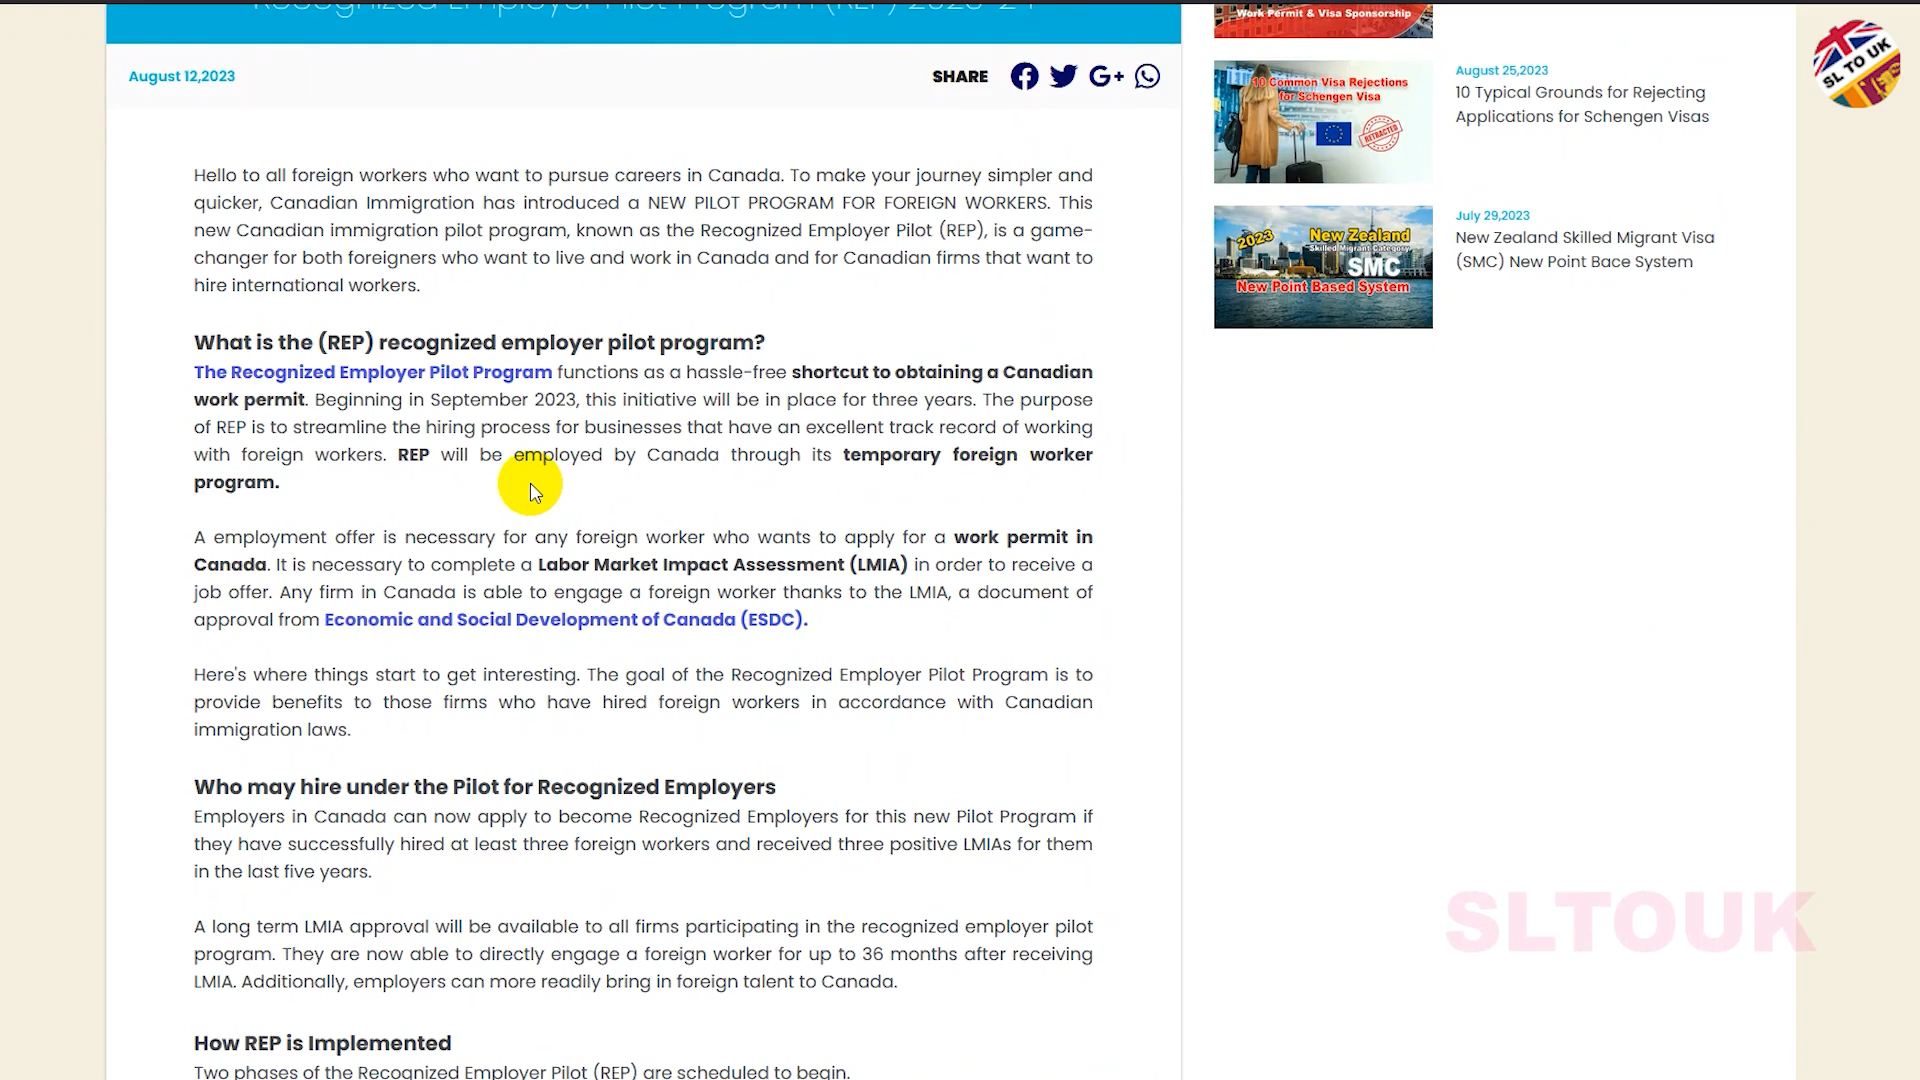 Recognized Employer Pilot Program (REP) 2023-24
August 12,2023
SHARE
Hello to all foreign workers who want to pursue careers in Canada. To make your journey simpler and
quicker, Canadian Immigration has introduced a NEW PILOT PROGRAM FOR FOREIGN WORKERS. This
new Canadian immigration pilot program, known as the Recognized Employer Pilot (REP), is a game-
changer for both foreigners who want to live and work in Canada and for Canadian firms that want to
hire international workers.
What is the (REP) recognized employer pilot program?
The Recognized Employer Pilot Program functions as a hassle-free shortcut to obtaining a Canadian
work permit. Beginning in September 2023, this initiative will be in place for three years. The purpose
of REP is to streamline the hiring process for businesses that have an excellent track record of working
with foreign workers. REP will be employed by Canada through its temporary foreign worker
program.
A employment offer is necessary for any foreign worker who wants to apply for a work permit in
Canada. It is necessary to complete a Labor Market Impact Assessment (LMIA) in order to receive a
job offer. Any firm in Canada is able to engage a foreign worker thanks to the LMIA, a document of
approval from Economic and Social Development of Canada (ESDC).
Here's where things start to get interesting. The goal of the Recognized Employer Pilot Program is to
provide benefits to those firms who have hired foreign workers in accordance with Canadian
immigration laws.
Who may hire under the Pilot for Recognized Employers
Employers in Canada can now apply to become Recognized Employers for this new Pilot Program if
they have successfully hired at least three foreign workers and received three positive LMIAs for them
in the last five years.
A long term LMIA approval will be available to all firms participating in the recognized employer pilot
program. They are now able to directly engage a foreign worker for up to 36 months after receiving
LMIA. Additionally, employers can more readily bring in foreign talent to Canada.
How REP is Implemented
Two phases of the Recognized Employer Pilot (REP) are scheduled to begin.
Work Permit & Visa Sponsorship
10 Common Visa Rejections
for Schengen Visa
RETRACTED
August 25,2023
10 Typical Grounds for Rejecting
Applications for Schengen Visas
2023
New Zealand
Skilled Migrant Category
SMC
New Point Based System
July 29,2023
New Zealand Skilled Migrant Visa
(SMC) New Point Bace System
SL TO UK
SLTOUK